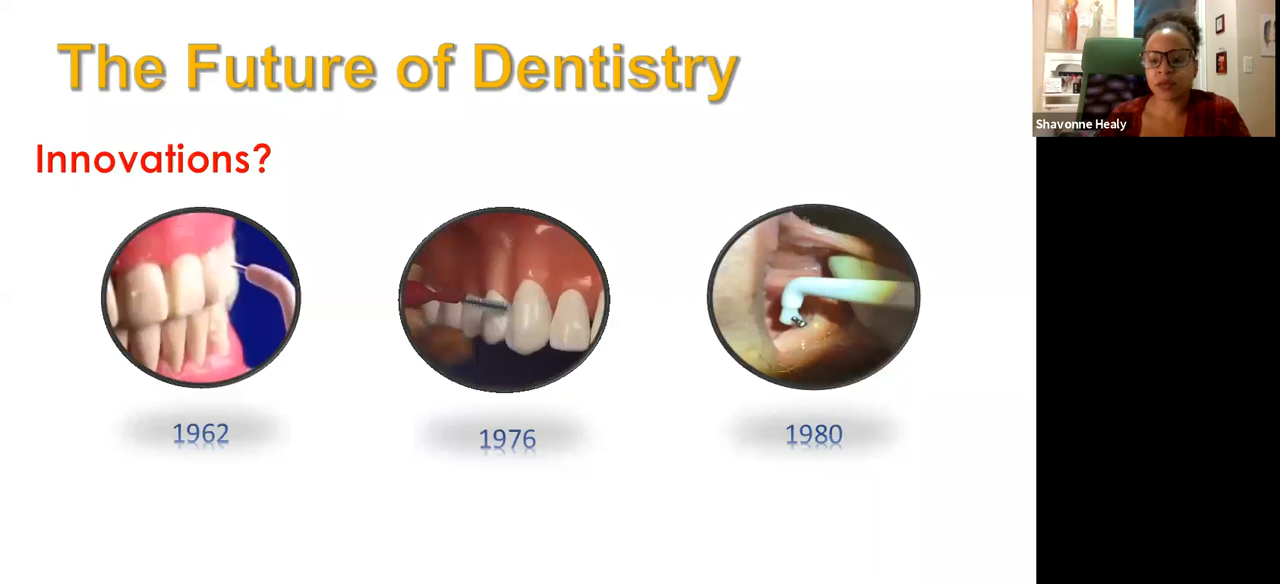 The Future of Dentistry
Shavonne Healy
Innovations?
1962
1976
1980